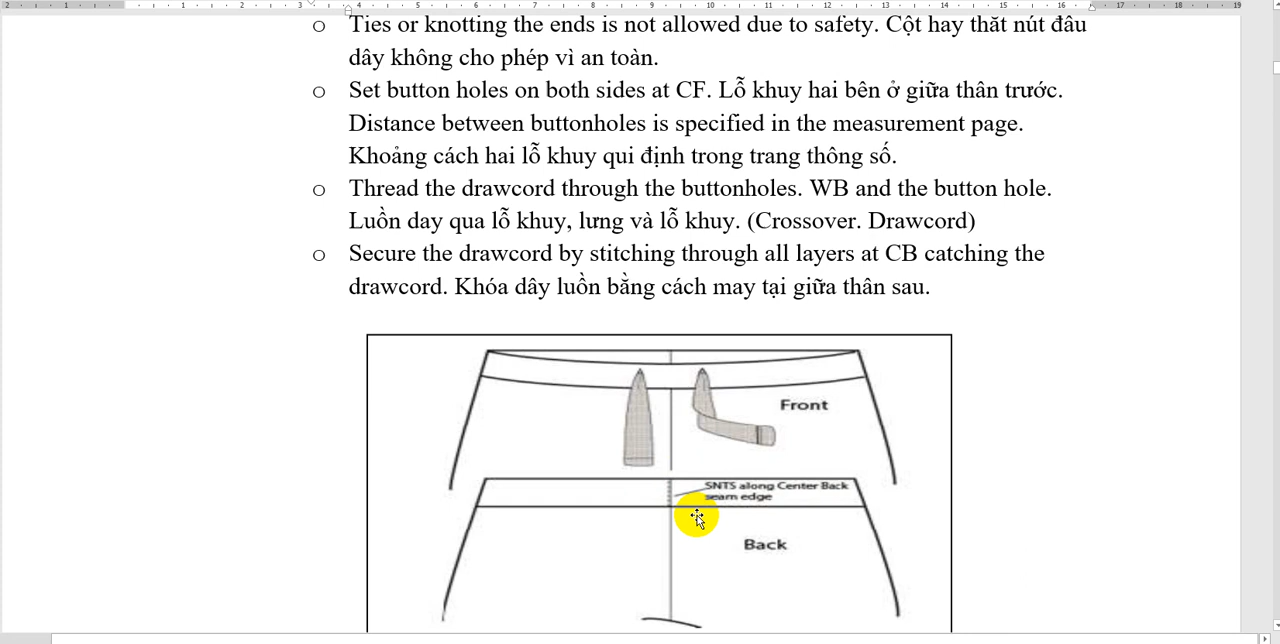 Ties or knotting the ends is not allowed due to safety. Cột hay thắt nút đầu
dây không cho phép vì an toàn.
Set button holes on both sides at CF. Lỗ khuy hai bên ở giữa thân trước.
Distance between buttonholes is specified in the measurement page.
Khoảng cách hai lỗ khuy qui định trong trang thông số.
Thread the drawcord through the buttonholes. WB and the button hole.
Luồn day qua lỗ khuy, lưng và lỗ khuy. (Crossover. Drawcord)
Secure the drawcord by stitching through all layers at CB catching the
drawcord. Khóa dây luồn bằng cách may tại giữa thân sau.
Front
SNTS along Center Back
seam edge
Back